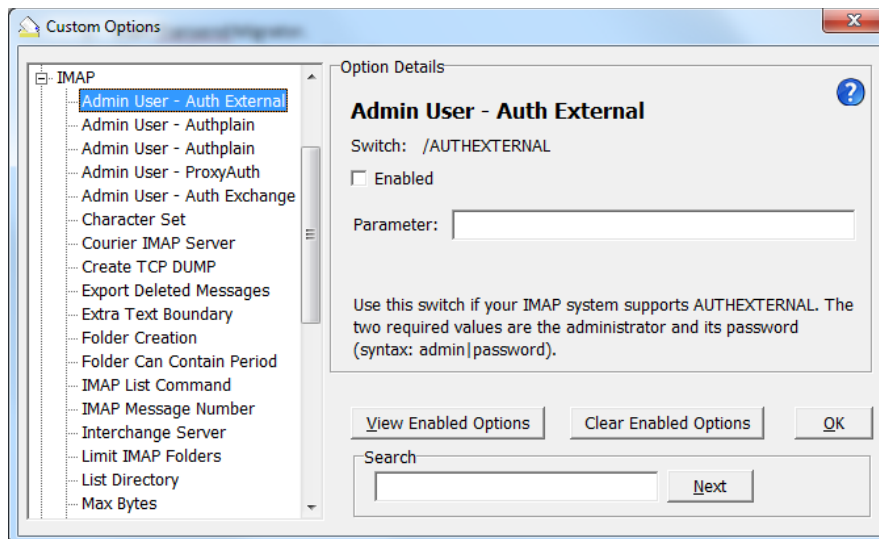 Custom Options
IMAP
Admin User - Auth External
Admin User - Authplain
Admin User - Authplain
Admin User - ProxyAuth
Admin User - Auth Exchange
Character Set
Courier IMAP Server
Create TCP DUMP
Export Deleted Messages
Extra Text Boundary
Folder Creation
Folder Can Contain Period
IMAP List Command
IMAP Message Number
Interchange Server
Limit IMAP Folders
List Directory
Max Bytes
Option Details
Admin User - Auth External
Switch: /AUTHEXTERNAL
Enabled
Parameter:
Use this switch if your IMAP system supports AUTHEXTERNAL. The
two required values are the administrator and its password
(syntax: admin|password).
View Enabled Options
Clear Enabled Options
OK
Search
Next